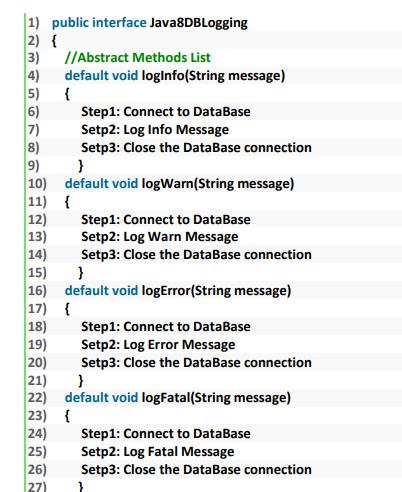 1) public interface Java8DBLogging
2) {
3) //Abstract Methods List
4) default void logInfo(String message)
5) {
6) Step1: Connect to DataBase
7) Setp2: Log Info Message
8) Setp3: Close the DataBase connection
9) }
10) default void logWarn(String message)
11) {
12) Step1: Connect to DataBase
13) Setp2: Log Warn Message
14) Setp3: Close the DataBase connection
15) }
16) default void logError(String message)
17) {
18) Step1: Connect to DataBase
19) Setp2: Log Error Message
20) Setp3: Close the DataBase connection
21) }
22) default void logFatal(String message)
23) {
24) Step1: Connect to DataBase
25) Setp2: Log Fatal Message
26) Setp3: Close the DataBase connection
27) }